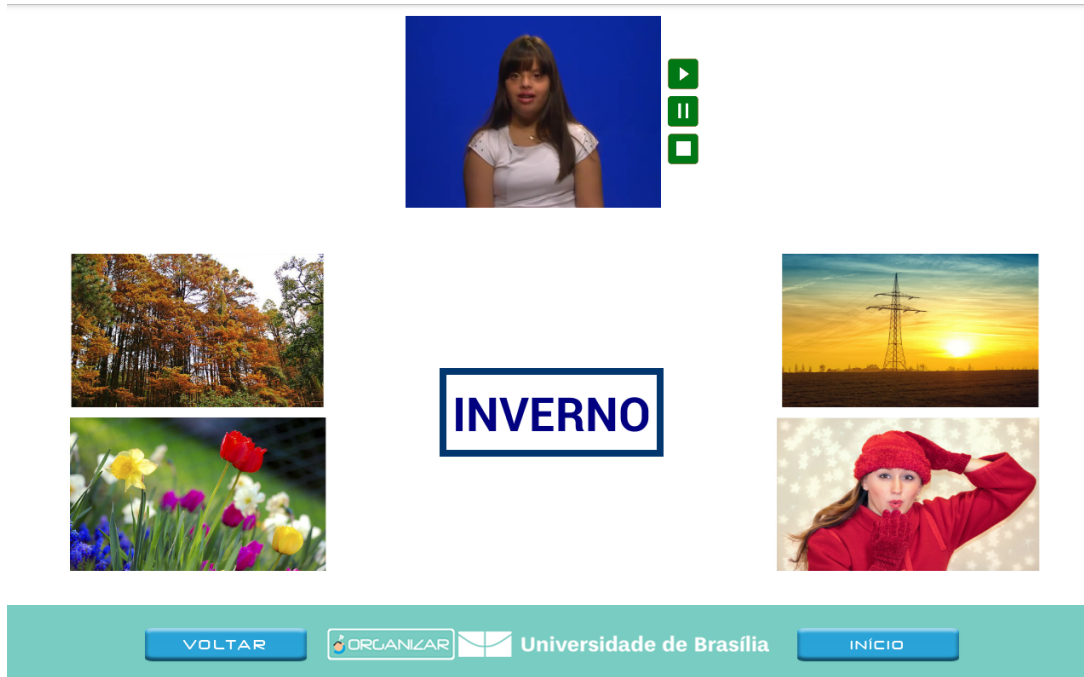 INVERNO
VOLTAR
ORGANIZAR
Universidade de Brasília
INÍCIO